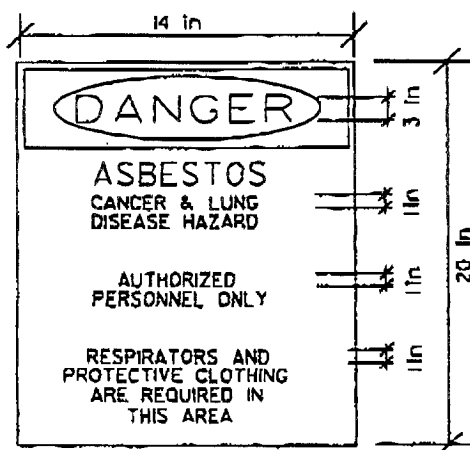 14 in
DANGER
3 in
ASBESTOS
CANCER & LUNG
DISEASE HAZARD
1 in
AUTHORIZED
PERSONNEL ONLY
1 in
20 in
RESPIRATORS AND
PROTECTIVE CLOTHING
ARE REQUIRED IN
THIS AREA
1 in